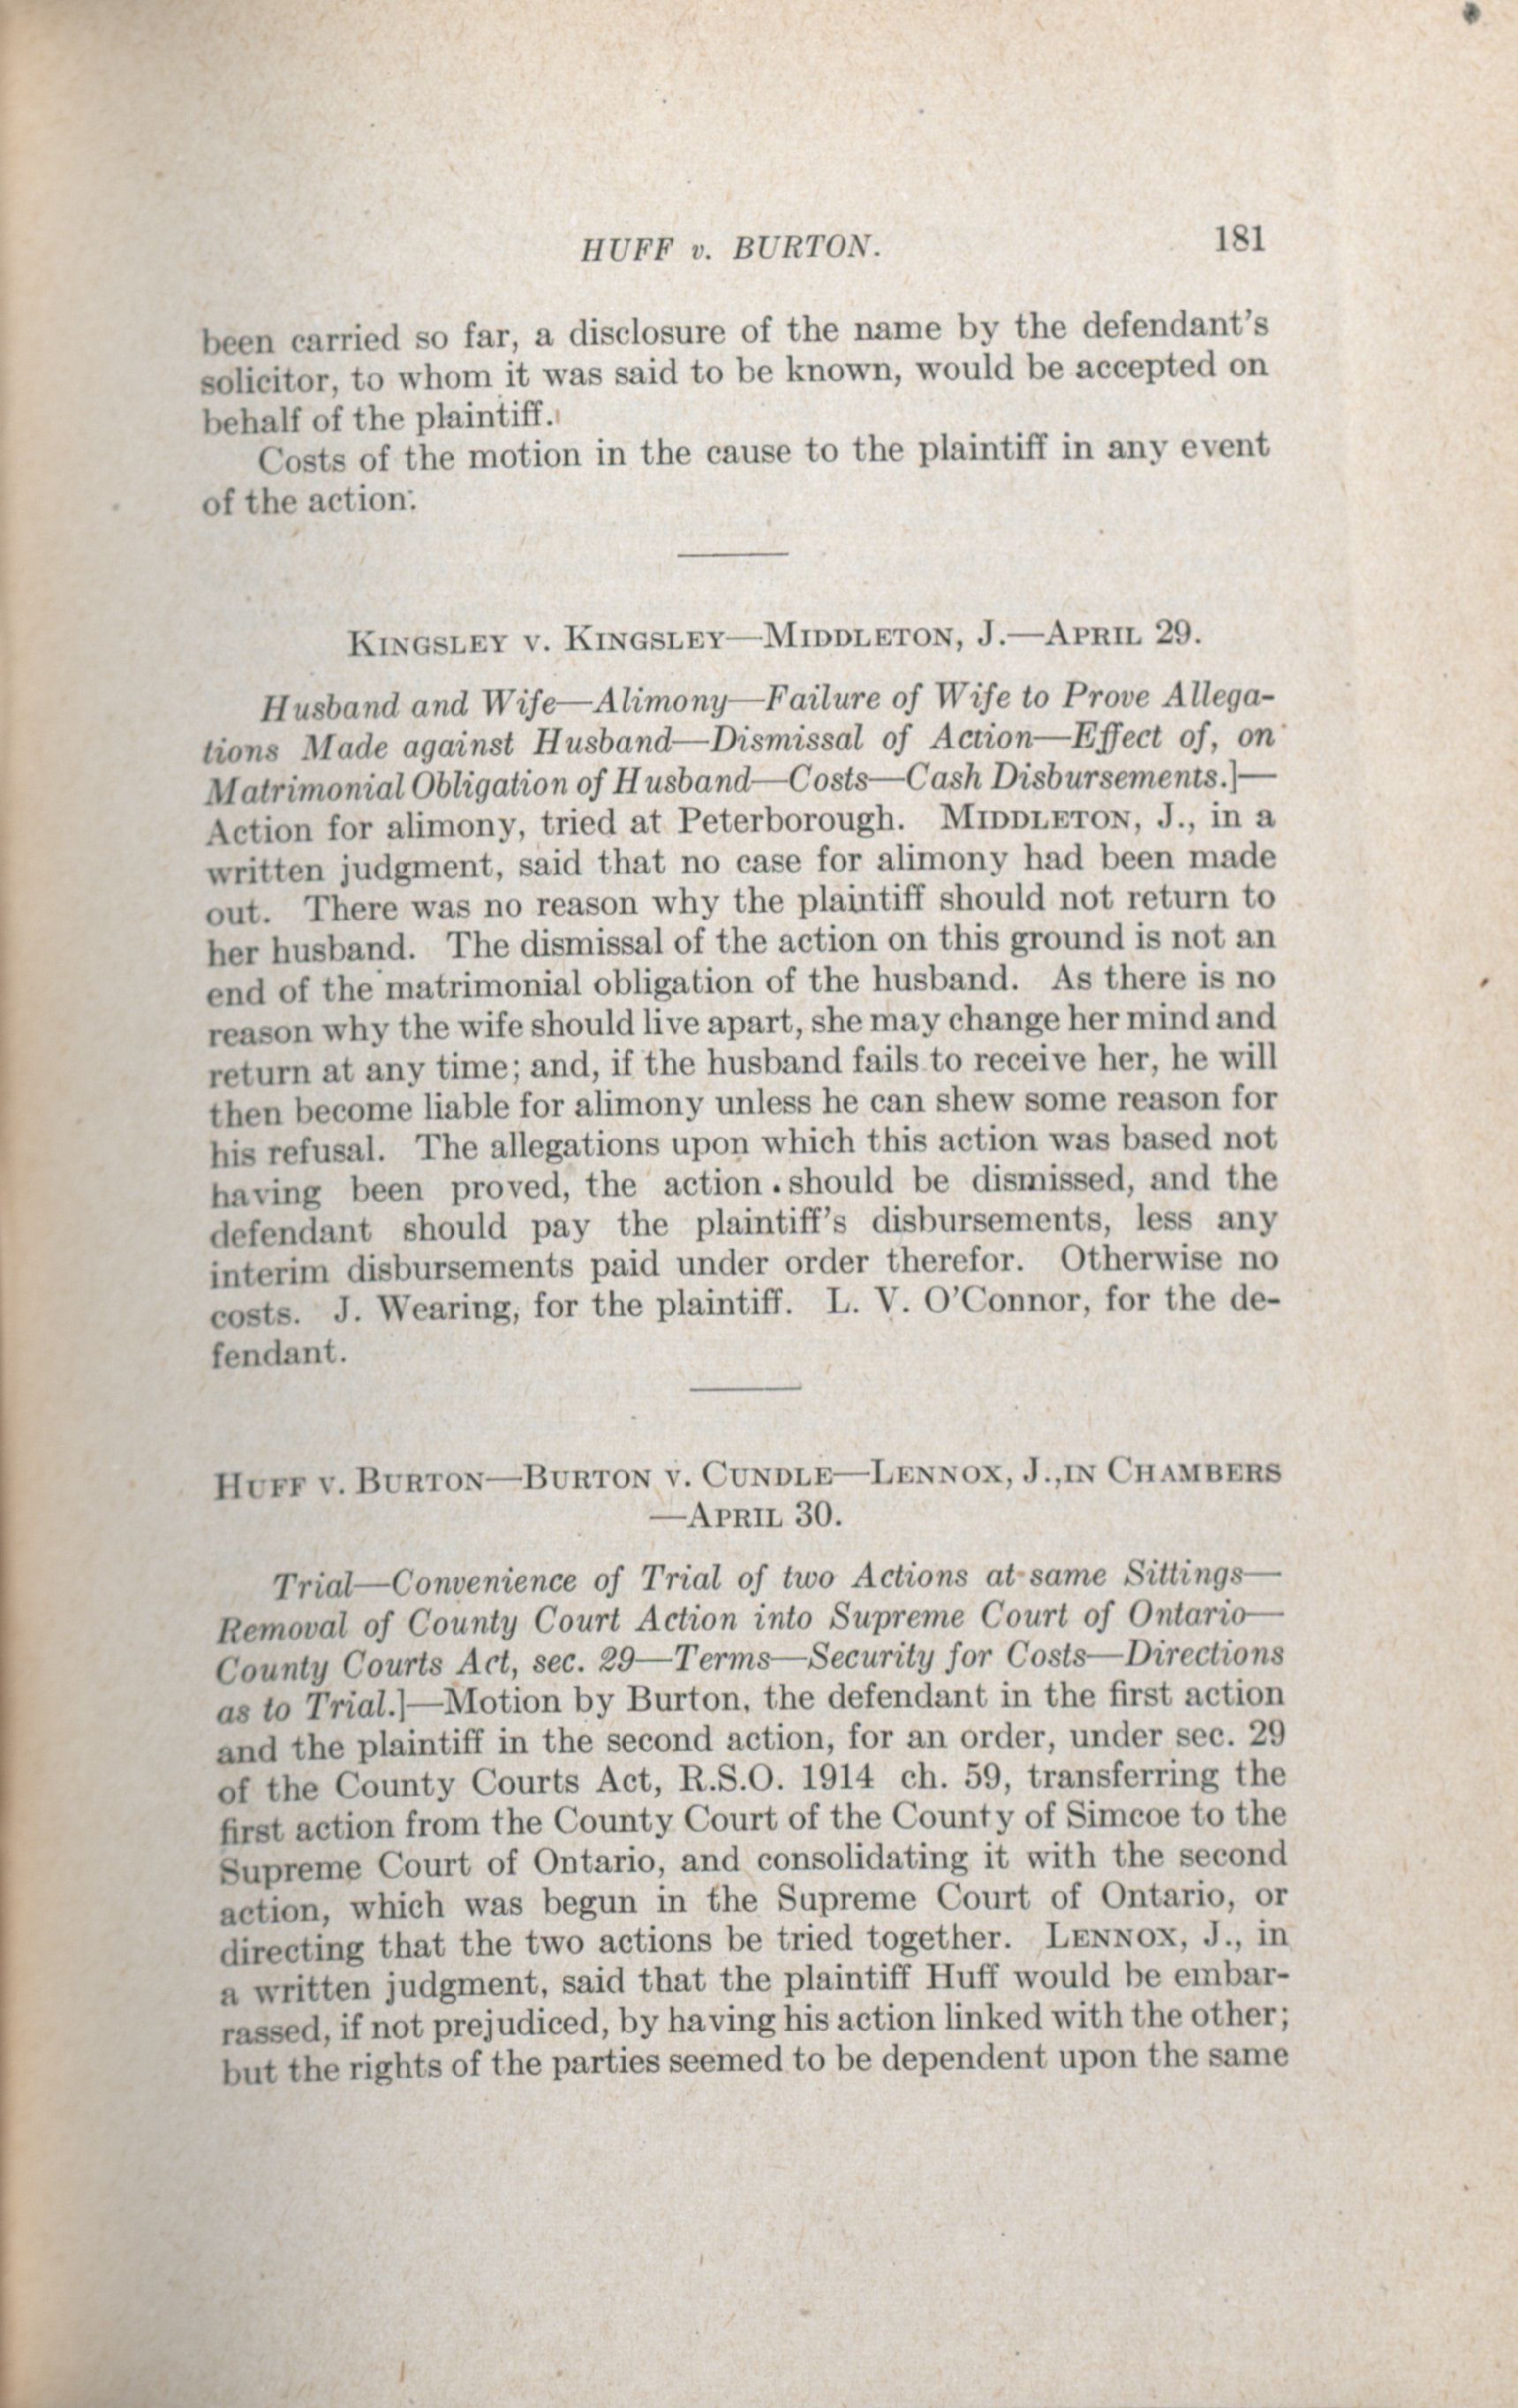 HUFF v. BURTON. 181
been carried so far, a disclosure of the name by the defendant's
solicitor, to whom it was said to be known, would be accepted on
behalf of the plaintiff.
Costs of the motion in the cause to the plaintiff in any event
of the action.
KINGSLEY V. KINGSLEY—MIDDLETON, J.—APRIL 29.
Husband and Wife—Alimony—Failure of Wife to Prove Allega-
tions Made against Husband—Dismissal of Action—Effect of, on
Matrimonial Obligation of Husband—Costs—Cash Disbursements.]—
Action for alimony, tried at Peterborough. MIDDLETON, J., in a
written judgment, said that no case for alimony had been made
out. There was no reason why the plaintiff should not return to
her husband. The dismissal of the action on this ground is not an
end of the matrimonial obligation of the husband. As there is no
reason why the wife should live apart, she may change her mind and
return at any time; and, if the husband fails to receive her, he will
then become liable for alimony unless he can shew some reason for
his refusal. The allegations upon which this action was based not
having been proved, the action should be dismissed, and the
defendant should pay the plaintiff's disbursements, less any
interim disbursements paid under order therefor. Otherwise no
costs. J. Wearing, for the plaintiff. L. V. O'Connor, for the de-
fendant.
HUFF V. BURTON—BURTON V. CUNDLE—LENNOX, J., IN CHAMBERS
—APRIL 30.
Trial—Convenience of Trial of two Actions at same Sittings—
Removal of County Court Action into Supreme Court of Ontario—
County Courts Act, sec. 29—Terms—Security for Costs—Directions
as to Trial.]—Motion by Burton, the defendant in the first action
and the plaintiff in the second action, for an order, under sec. 29
of the County Courts Act, R.S.O. 1914 ch. 59, transferring the
first action from the County Court of the County of Simcoe to the
Supreme Court of Ontario, and consolidating it with the second
action, which was begun in the Supreme Court of Ontario, or
directing that the two actions be tried together. LENNOX, J., in
a written judgment, said that the plaintiff Huff would be embar-
rassed, if not prejudiced, by having his action linked with the other;
but the rights of the parties seemed to be dependent upon the same